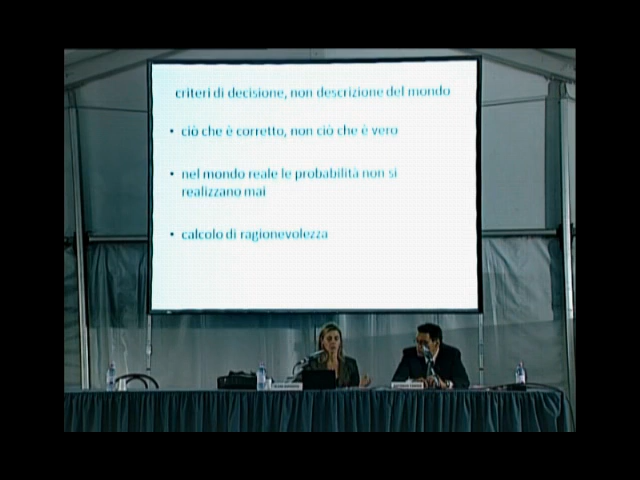 criteri di decisione, non descrizione del mondo
• ciò che è corretto, non ciò che è vero
• nel mondo reale le probabilità non si
realizzano mai
• calcolo di ragionevolezza